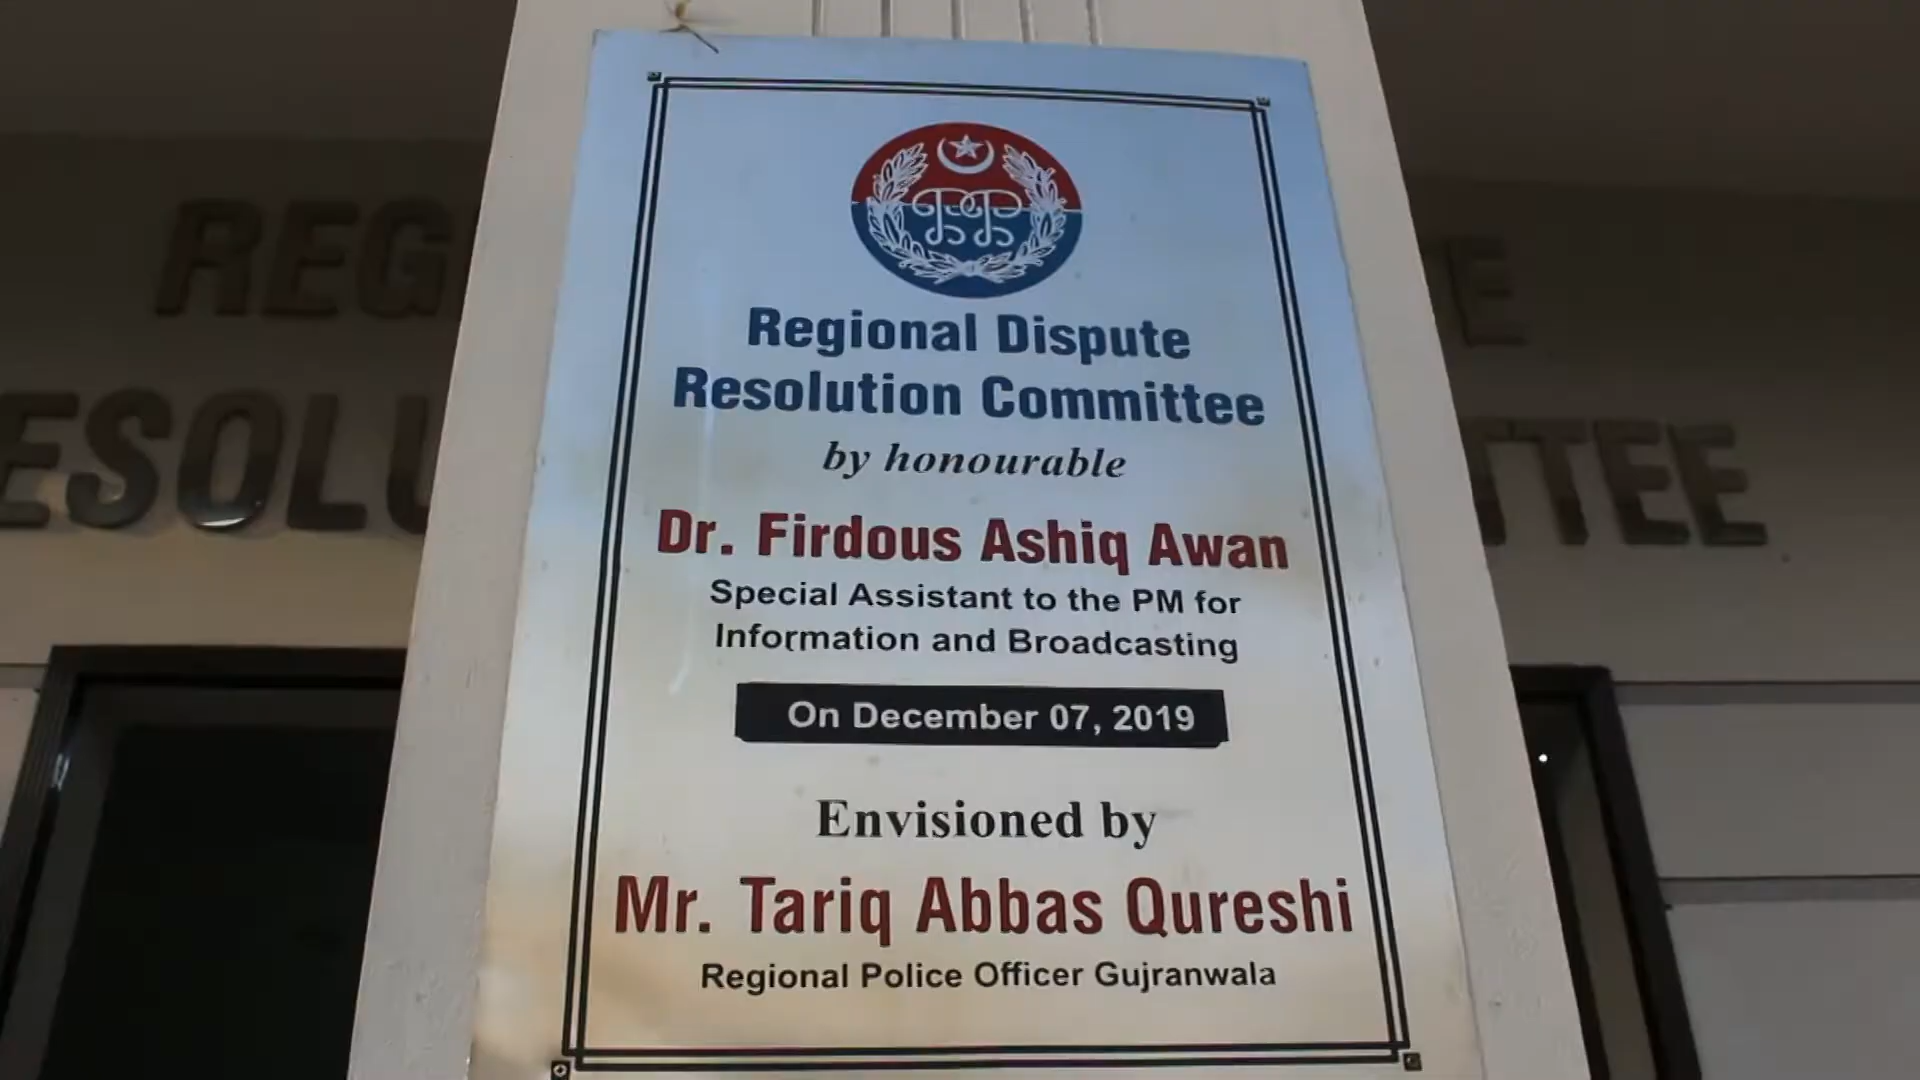 Regional Dispute
Resolution Committee
by honourable
Dr. Firdous Ashiq Awan
Special Assistant to the PM for
Information and Broadcasting
On December 07, 2019
Envisioned by
Mr. Tariq Abbas Qureshi
Regional Police Officer Gujranwala